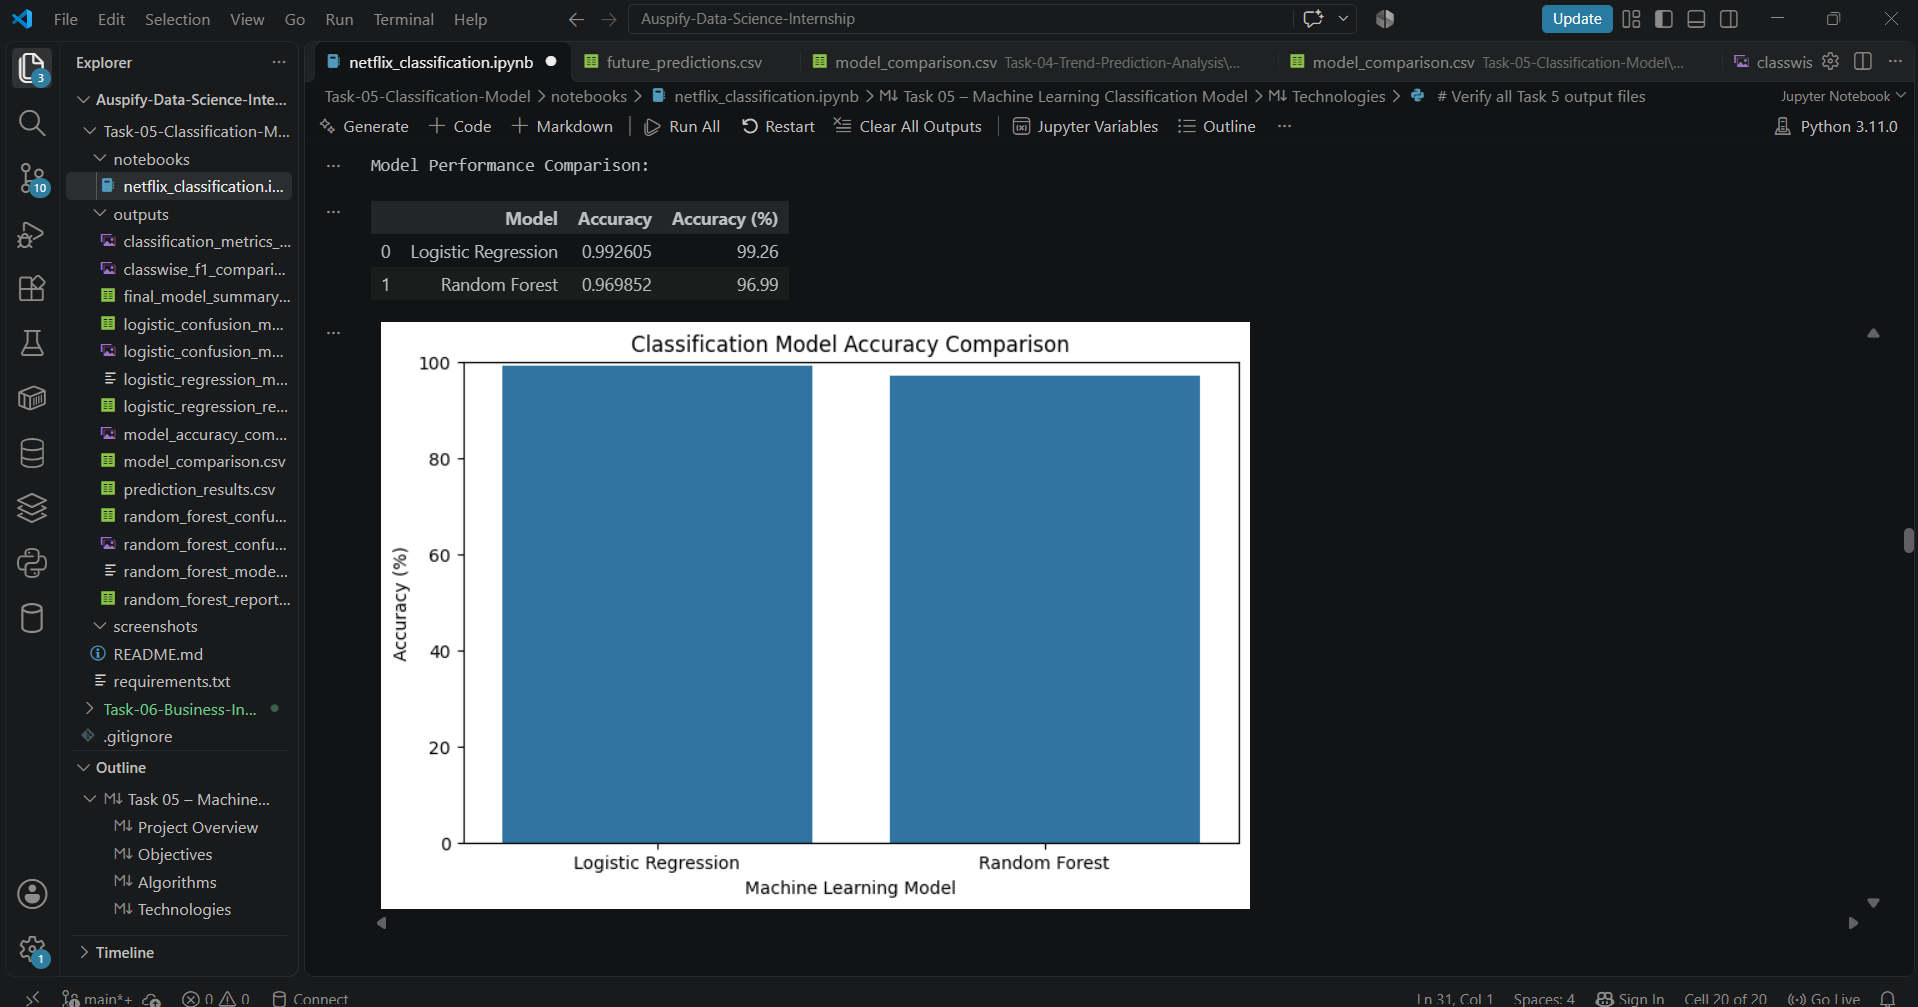 File Edit Selection View Go Run Terminal Help
Auspify-Data-Science-Internship
Update
Explorer
netflix_classification.ipynb
future_predictions.csv
model_comparison.csv Task-04-Trend-Prediction-Analysis\...
model_comparison.csv Task-05-Classification-Model\...
classwis
Task-05-Classification-Model > notebooks > netflix_classification.ipynb > M↓ Task 05 – Machine Learning Classification Model > M↓ Technologies > # Verify all Task 5 output files
Jupyter Notebook
Generate + Code + Markdown | Run All Restart Clear All Outputs | Jupyter Variables Outline ...
Python 3.11.0
3
10
1
Auspify-Data-Science-Inte...
Task-05-Classification-M...
notebooks
netflix_classification.i...
outputs
classification_metrics_...
classwise_f1_compari...
final_model_summary...
logistic_confusion_m...
logistic_confusion_m...
logistic_regression_m...
logistic_regression_re...
model_accuracy_com...
model_comparison.csv
prediction_results.csv
random_forest_confu...
random_forest_confu...
random_forest_mode...
random_forest_report...
screenshots
README.md
requirements.txt
Task-06-Business-In...
.gitignore
Outline
M↓ Task 05 – Machine...
M↓ Project Overview
M↓ Objectives
M↓ Algorithms
M↓ Technologies
Timeline
Model Performance Comparison:
Model Accuracy Accuracy (%)
0 Logistic Regression 0.992605 99.26
1 Random Forest 0.969852 96.99
Classification Model Accuracy Comparison
100
80
60
40
20
0
Accuracy (%)
Logistic Regression Random Forest
Machine Learning Model
main*+ 0 0 Connect
Ln 31, Col 1 Spaces: 4 Sign In Cell 20 of 20 Go Live